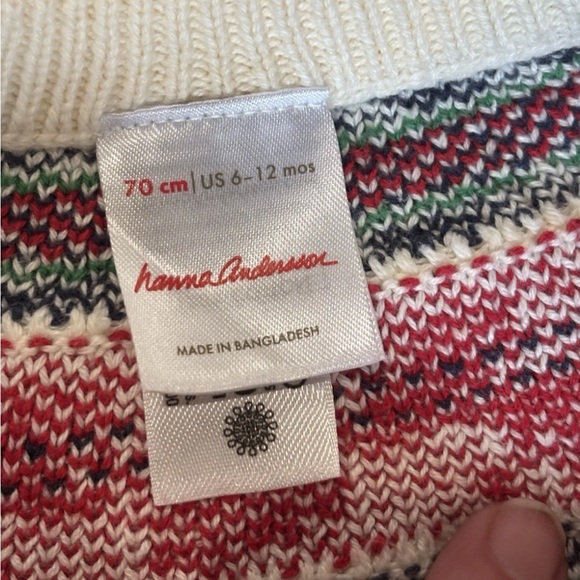 70 cm | US 6–12 mos
hanna Andersson
MADE IN BANGLADESH